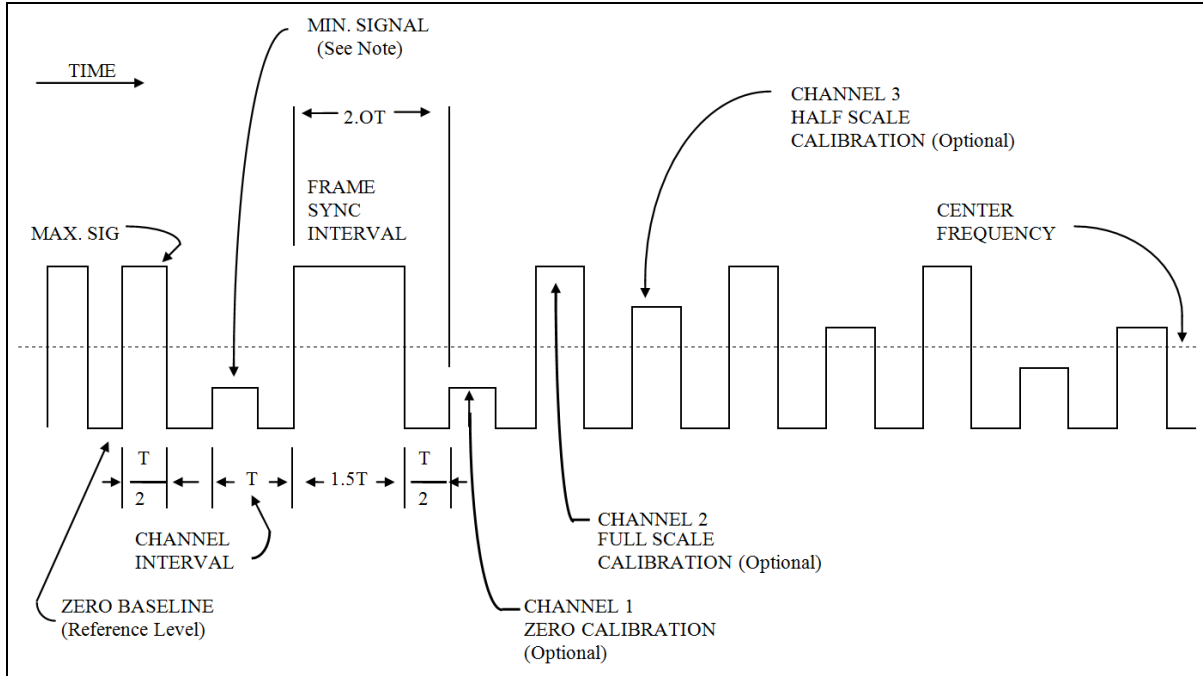 MIN. SIGNAL
(See Note)
TIME
2.OT
CHANNEL 3
HALF SCALE
CALIBRATION (Optional)
FRAME
SYNC
INTERVAL
MAX. SIG
CENTER
FREQUENCY
T
2
T
1.5T
T
2
CHANNEL
INTERVAL
CHANNEL 2
FULL SCALE
CALIBRATION (Optional)
ZERO BASELINE
(Reference Level)
CHANNEL 1
ZERO CALIBRATION
(Optional)